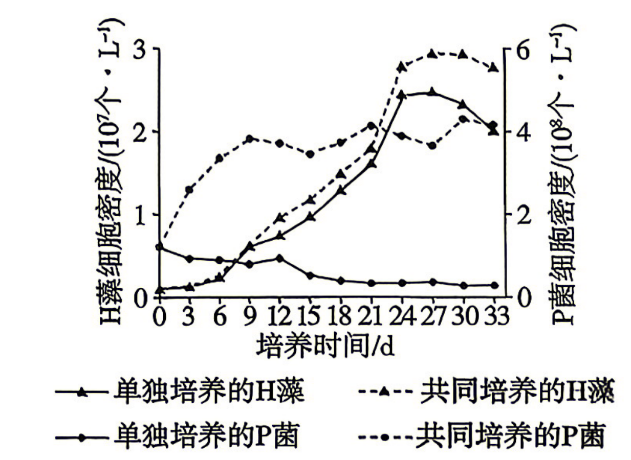 H藻细胞密度/(10⁷个·L⁻¹)
3
2
1
0
P菌细胞密度/(10⁸个·L⁻¹)
6
4
2
0
0 3 6 9 12 15 18 21 24 27 30 33
培养时间/d
单独培养的H藻 共同培养的H藻
单独培养的P菌 共同培养的P菌